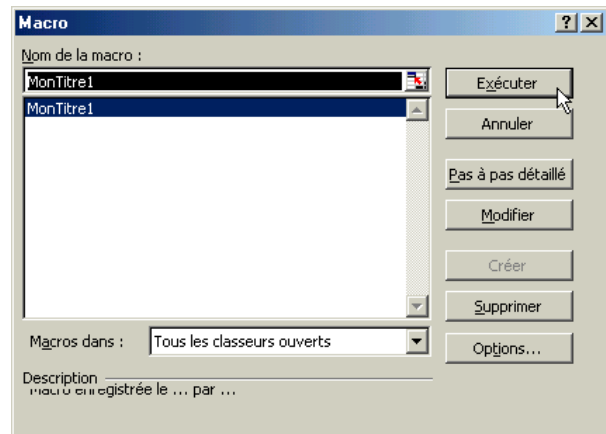 Macro
Nom de la macro :
MonTitre1
MonTitre1
Exécuter
Annuler
Pas à pas détaillé
Modifier
Créer
Supprimer
Options...
Macros dans :
Tous les classeurs ouverts
Description
Macro enregistrée le ... par ...